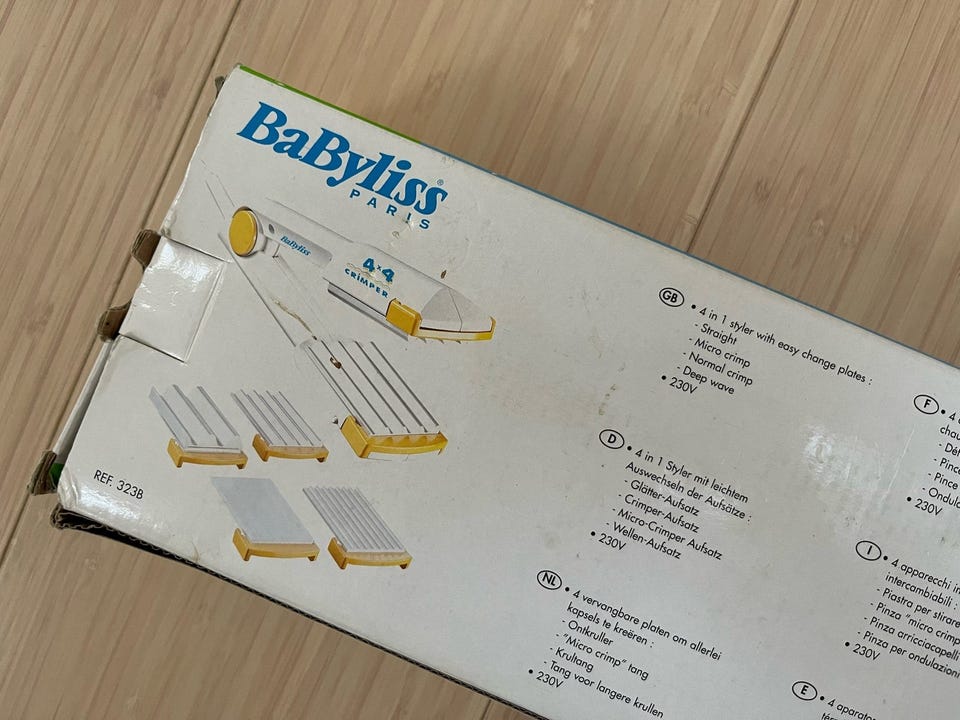 BaByliss®
PARIS
BaByliss
4x4
CRIMPER
REF. 323B
GB • 4 in 1 styler with easy change plates :
- Straight
- Micro crimp
- Normal crimp
- Deep wave
• 230V
D • 4 in 1 Styler mit leichtem
Auswechseln der Aufsätze :
- Glätter-Aufsatz
- Crimper-Aufsatz
- Micro-Crimper Aufsatz
- Wellen-Aufsatz
• 230V
NL • 4 vervangbare platen om allerlei
kapsels te kreëren :
- Ontkruller
- "Micro crimp" tang
- Krultang
- Tang voor langere krullen
• 230V
F • 4
- Pince
- Pince
• 230V
I • 4 apparecchi in
intercambiabili :
- Piastra per stirare
- Pinza "micro crimp
- Pinza arricciacapelli
- Pinza per ondulazioni
• 230V
E • 4 aparato